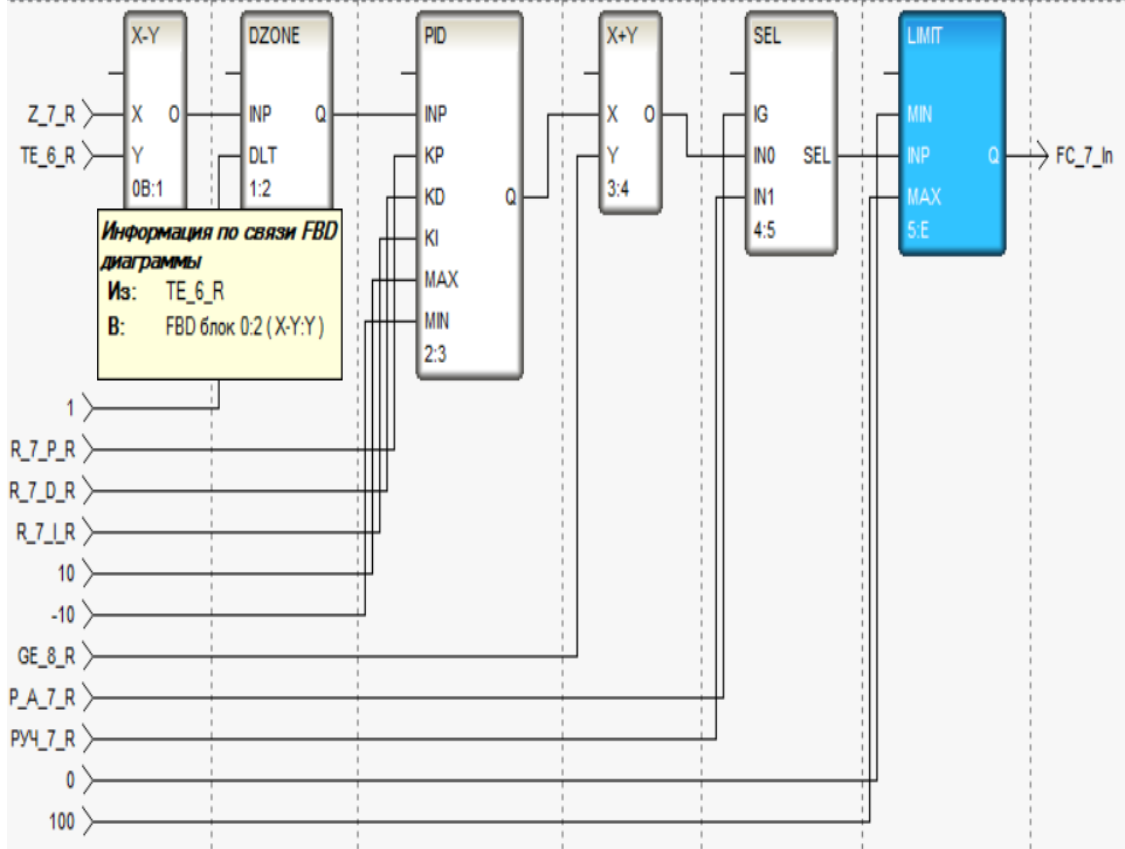 X-Y
DZONE
PID
X+Y
SEL
LIMIT
Z_7_R
X O
INP Q
INP
X O
IG
MIN
TE_6_R
Y
DLT
KP
Y
IN0 SEL
INP Q
FC_7_In
0B:1
1:2
KD Q
3:4
IN1
MAX
KI
4:5
5:E
MAX
MIN
2:3
Информация по связи FBD
диаграммы
Из: TE_6_R
В: FBD блок 0:2 ( X-Y:Y )
1
R_7_P_R
R_7_D_R
R_7_I_R
10
-10
GE_8_R
P_A_7_R
РУЧ_7_R
0
100